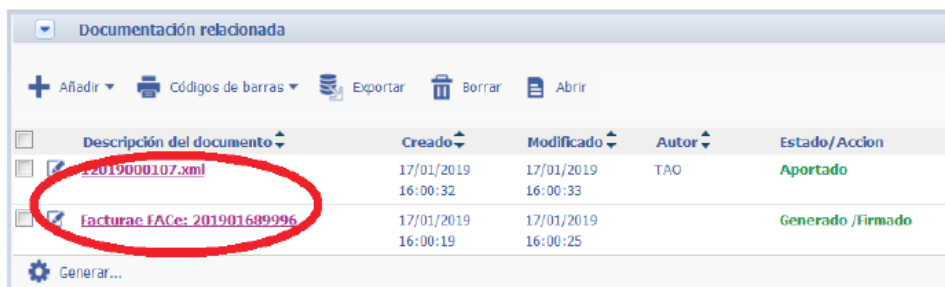 Documentación relacionada
Añadir Códigos de barras Exportar Borrar Abrir
Descripción del documento Creado Modificado Autor Estado/Accion
12019000107.xml 17/01/2019 17/01/2019 TAO Aportado
16:00:32 16:00:33
Facturae FACe: 201901689996 17/01/2019 17/01/2019 Generado /Firmado
16:00:19 16:00:25
Generar...